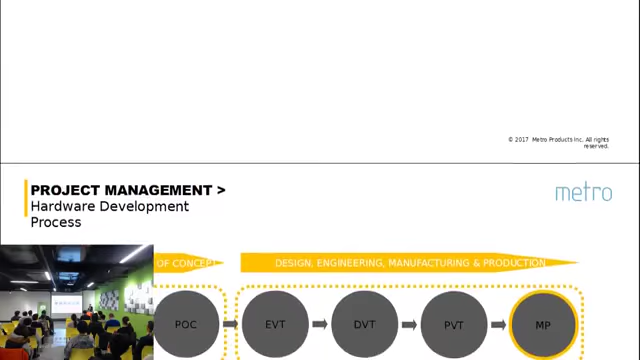 © 2017 Metro Products Inc. All rights
reserved.
PROJECT MANAGEMENT >
Hardware Development
Process
metro
OF CONCEPT
DESIGN, ENGINEERING, MANUFACTURING & PRODUCTION
POC
EVT
DVT
PVT
MP